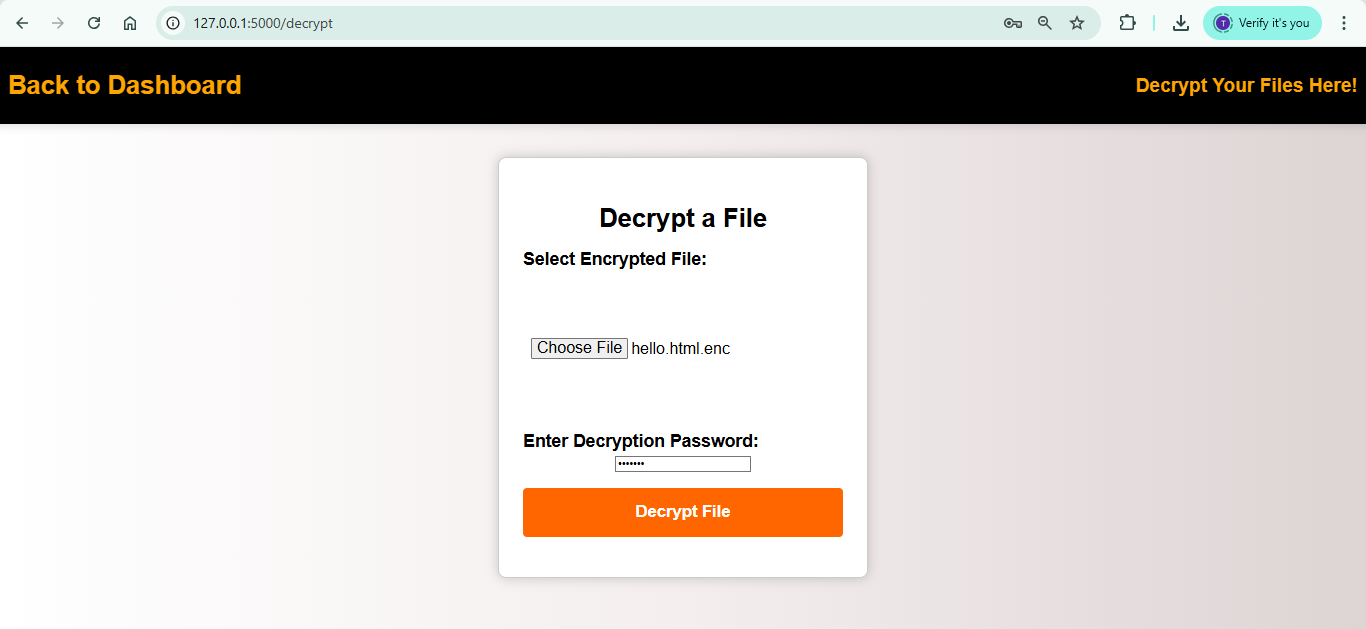 127.0.0.1:5000/decrypt
T Verify it's you
Back to Dashboard
Decrypt Your Files Here!
Decrypt a File
Select Encrypted File:
Choose File hello.html.enc
Enter Decryption Password:
•••••••
Decrypt File